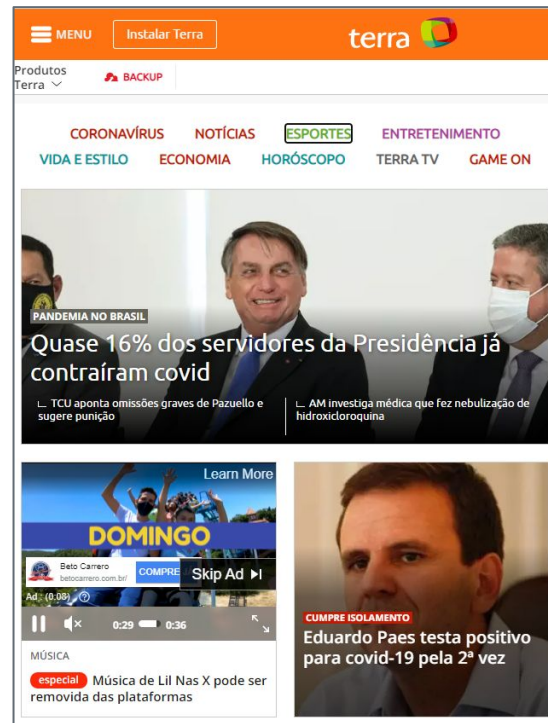 MENU
Instalar Terra
terra
Produtos
Terra
BACKUP
CORONAVÍRUS NOTÍCIAS ESPORTES ENTRETENIMENTO
VIDA E ESTILO ECONOMIA HORÓSCOPO TERRA TV GAME ON
PANDEMIA NO BRASIL
Quase 16% dos servidores da Presidência já
contraíram covid
TCU aponta omissões graves de Pazuello e
sugere punição
AM investiga médica que fez nebulização de
hidroxicloroquina
Learn More
DOMINGO
Beto Carrero
betocarrero.com.br/
COMPRE
Skip Ad
Ad : (0:08)
0:29 0:36
MÚSICA
especial Música de Lil Nas X pode ser
removida das plataformas
CUMPRE ISOLAMENTO
Eduardo Paes testa positivo
para covid-19 pela 2ª vez